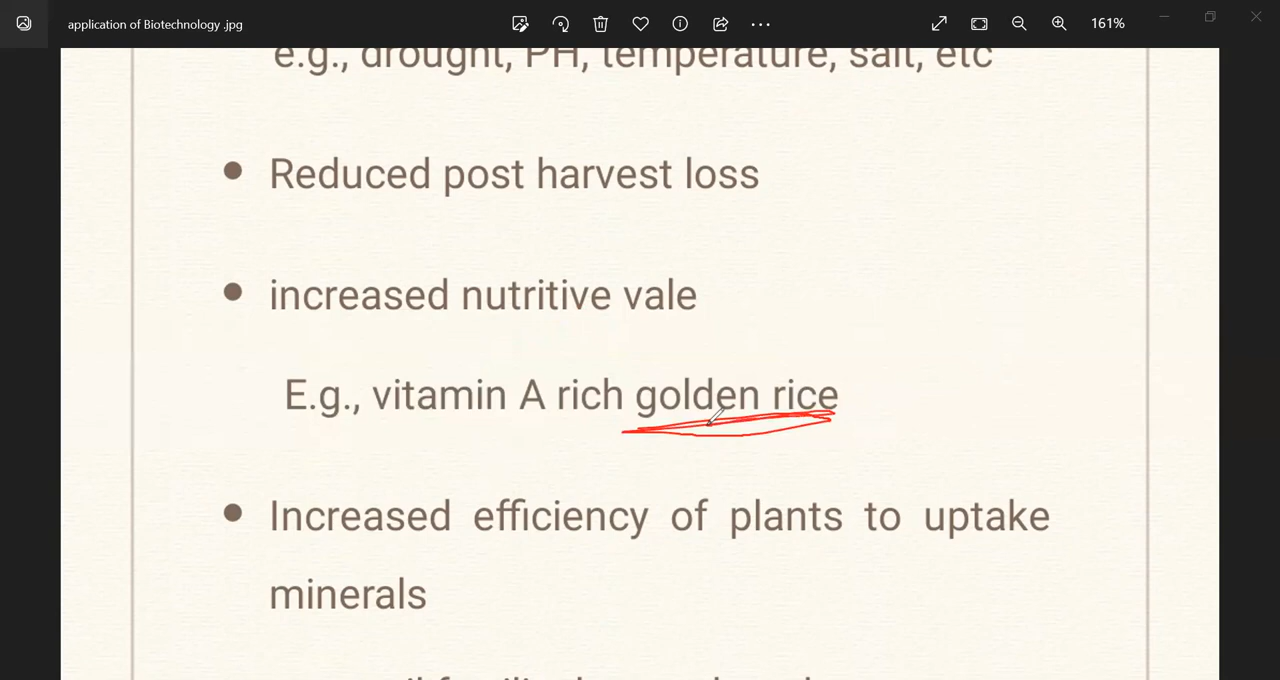 application of Biotechnology .jpg
161%
e.g., drought, PH, temperature, salt, etc
● Reduced post harvest loss
● increased nutritive vale
E.g., vitamin A rich golden rice
● Increased efficiency of plants to uptake
minerals